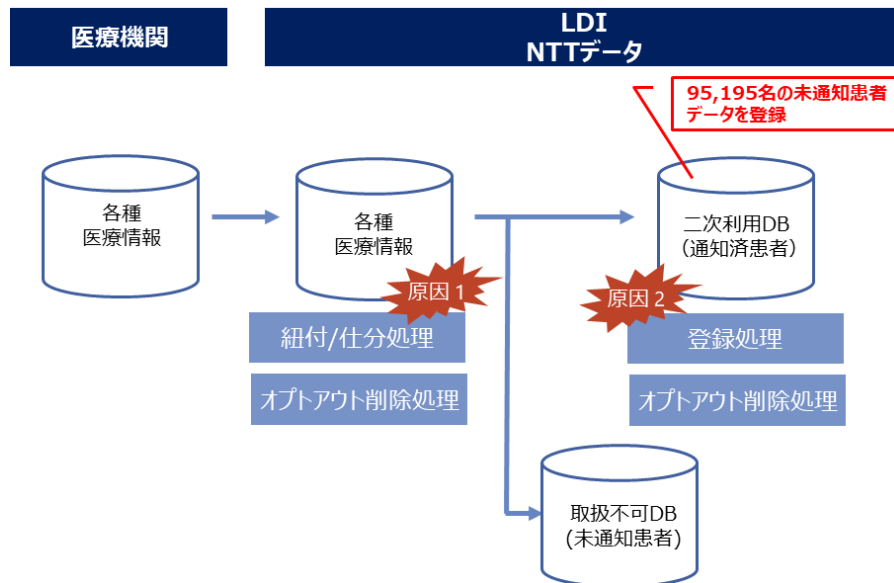 医療機関
LDI
NTTデータ
95,195名の未通知患者
データを登録
各種
医療情報
各種
医療情報
二次利用DB
（通知済患者）
原因1
原因2
紐付/仕分処理
登録処理
オプトアウト削除処理
オプトアウト削除処理
取扱不可DB
(未通知患者)